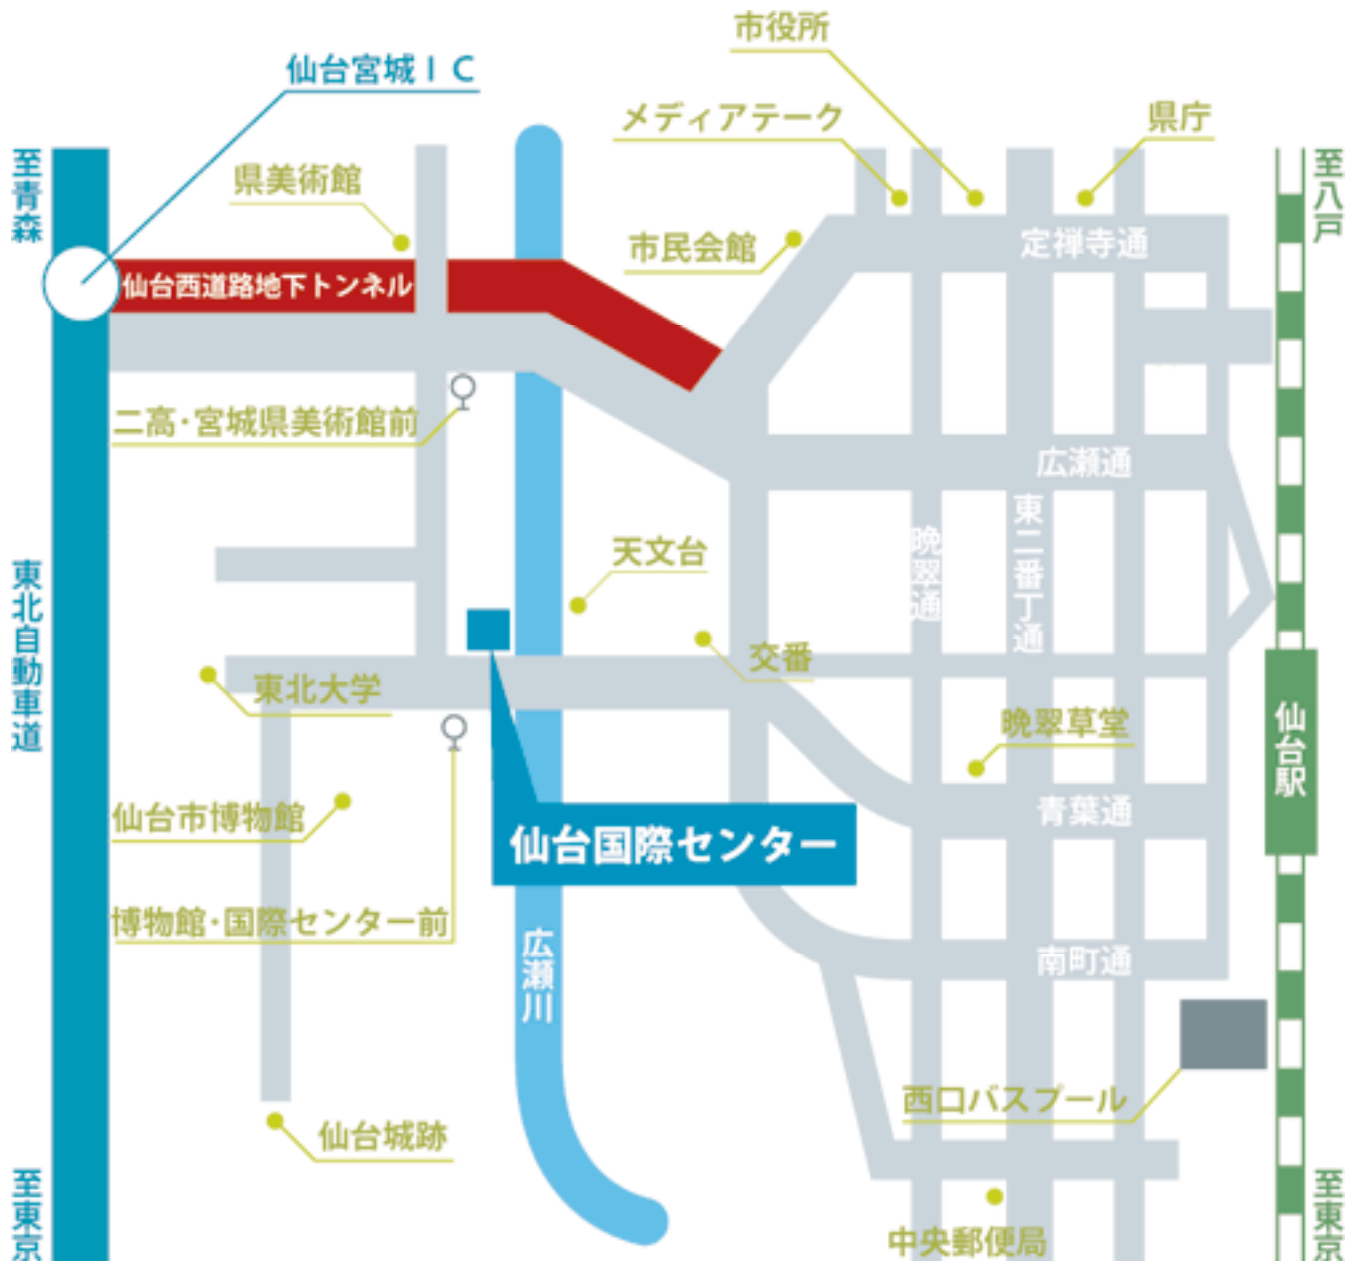 市役所
仙台宮城ＩＣ
メディアテーク
県庁
至青森
県美術館
至八戸
市民会館
定禅寺通
仙台西道路地下トンネル
二高・宮城県美術館前
広瀬通
東二番丁通
晩翠通
天文台
東北自動車道
交番
東北大学
晩翠草堂
仙台駅
仙台市博物館
青葉通
仙台国際センター
博物館・国際センター前
広瀬川
南町通
西口バスプール
仙台城跡
至東京
至東京
中央郵便局